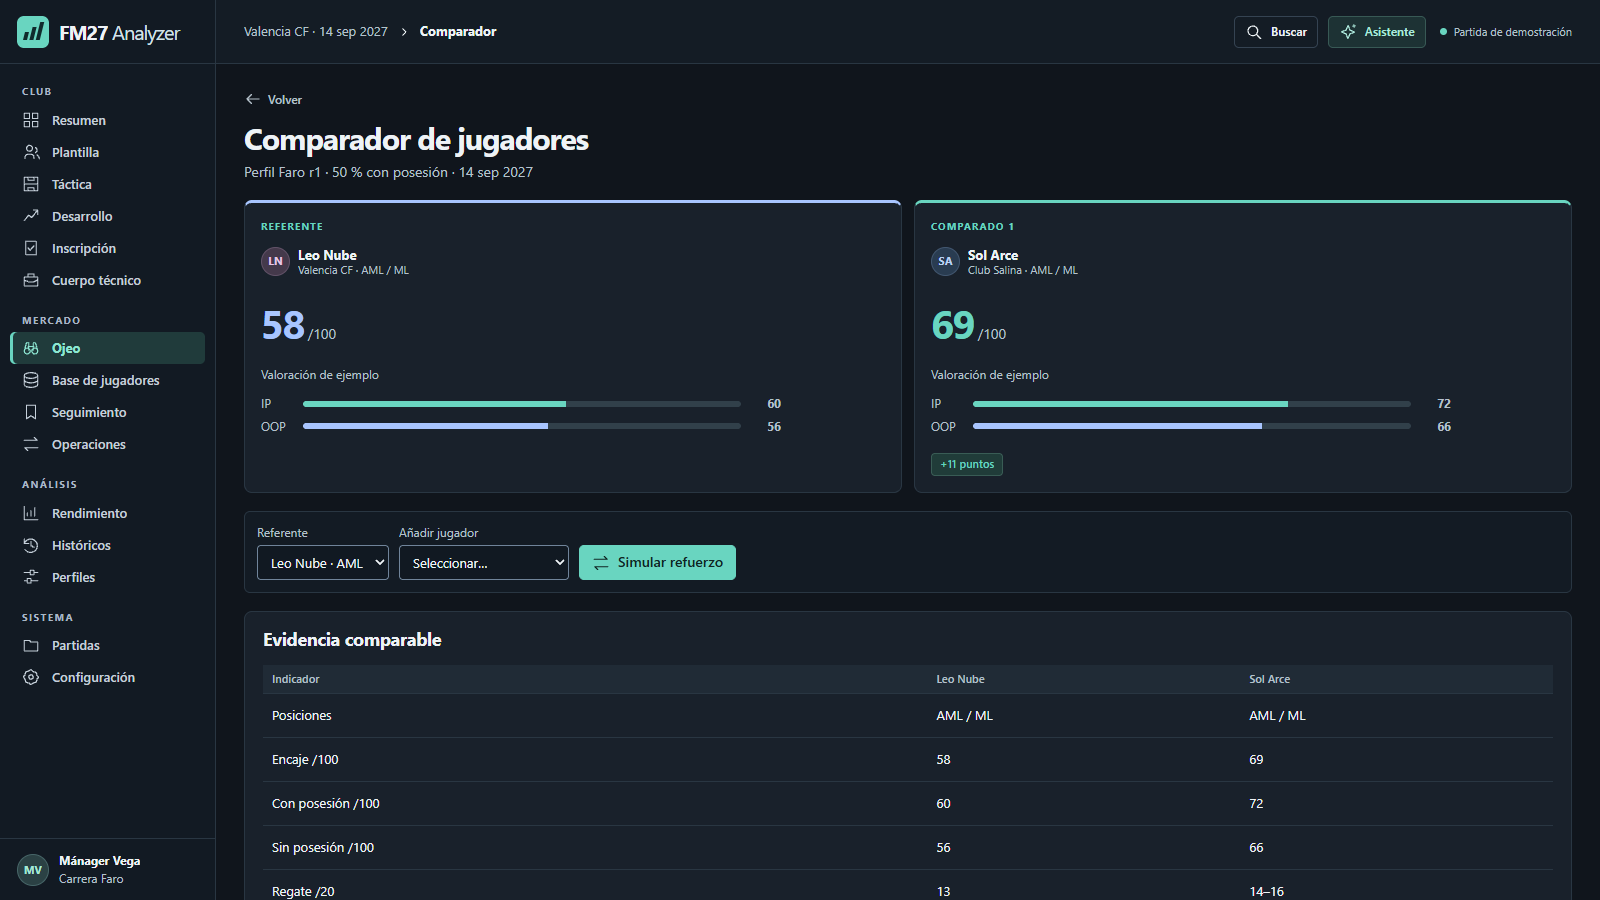 FM27 Analyzer
Valencia CF · 14 sep 2027 > Comparador
Buscar
Asistente
Partida de demostración
CLUB
Resumen
Plantilla
Táctica
Desarrollo
Inscripción
Cuerpo técnico
MERCADO
Ojeo
Base de jugadores
Seguimiento
Operaciones
ANÁLISIS
Rendimiento
Históricos
Perfiles
SISTEMA
Partidas
Configuración
MV
Mánager Vega
Carrera Faro
Volver
Comparador de jugadores
Perfil Faro r1 · 50 % con posesión · 14 sep 2027
REFERENTE
LN
Leo Nube
Valencia CF · AML / ML
58 /100
Valoración de ejemplo
IP 60
OOP 56
COMPARADO 1
SA
Sol Arce
Club Salina · AML / ML
69 /100
Valoración de ejemplo
IP 72
OOP 66
+11 puntos
Referente
Leo Nube · AML
Añadir jugador
Seleccionar...
Simular refuerzo
Evidencia comparable
Indicador Leo Nube Sol Arce
Posiciones AML / ML AML / ML
Encaje /100 58 69
Con posesión /100 60 72
Sin posesión /100 56 66
Regate /20 13 14–16